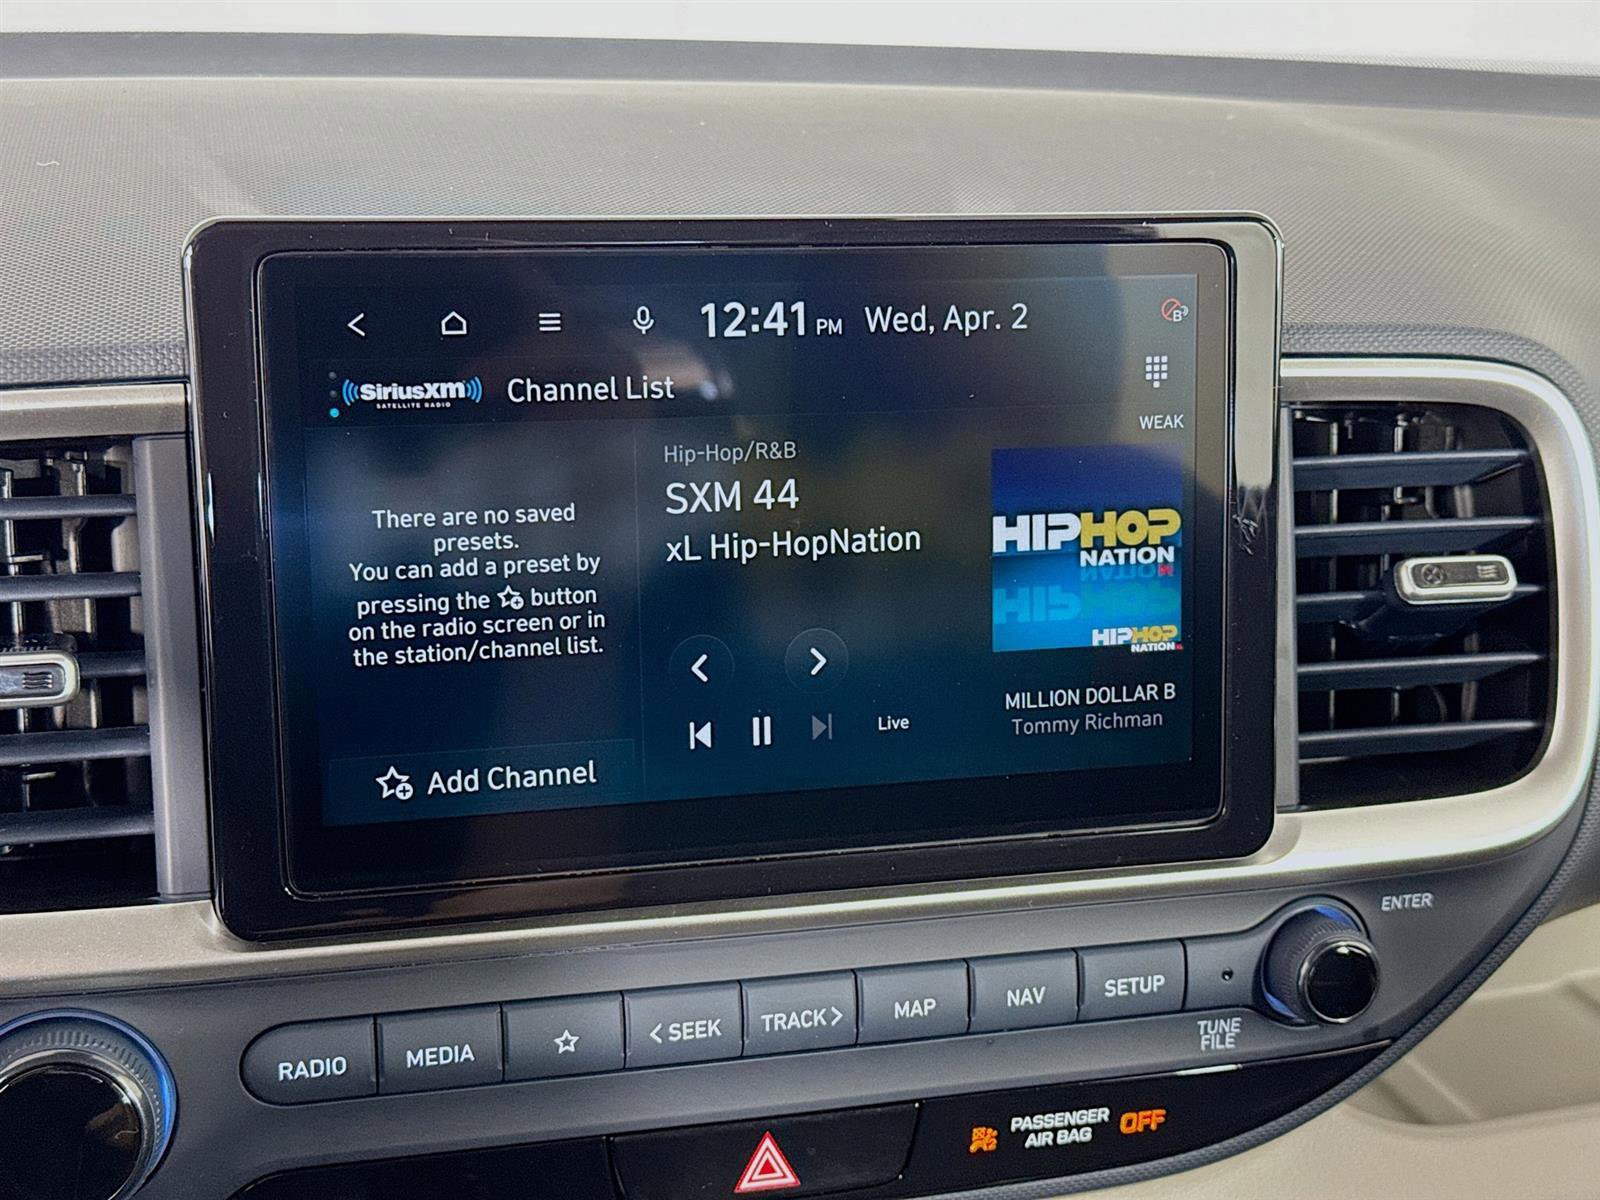 12:41 PM Wed, Apr. 2
B
((SiriusXM))
SATELLITE RADIO
Channel List
WEAK
There are no saved
presets.
You can add a preset by
pressing the button
on the radio screen or in
the station/channel list.
Add Channel
Hip-Hop/R&B
SXM 44
xL Hip-HopNation
Live
HIPHOP
NATION
HIPHOP
NATION
MILLION DOLLAR B
Tommy Richman
RADIO
MEDIA
< SEEK
TRACK >
MAP
NAV
SETUP
ENTER
TUNE
FILE
PASSENGER
AIR BAG
OFF